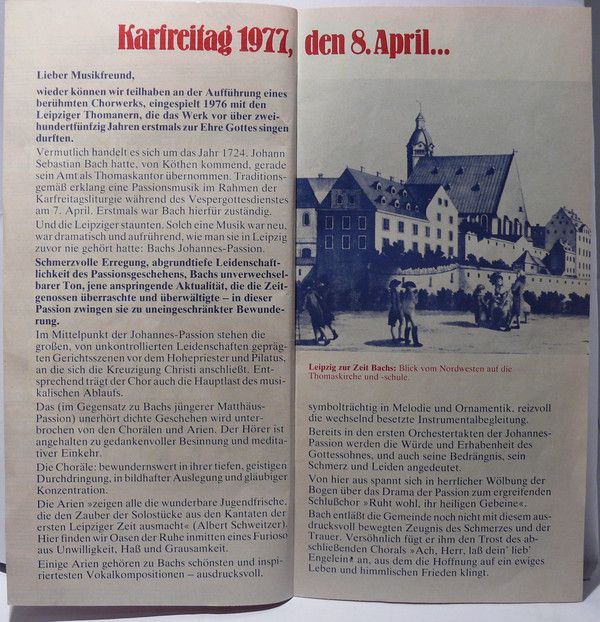 Karfreitag 1977, den 8. April...
Lieber Musikfreund,
wieder können wir teilhaben an der Aufführung eines
berühmten Chorwerks, eingespielt 1976 mit den
Leipziger Thomanern, die das Werk vor über zwei-
hundertfünfzig Jahren erstmals zur Ehre Gottes singen
durften.
Vermutlich handelt es sich um das Jahr 1724. Johann
Sebastian Bach hatte, von Köthen kommend, gerade
sein Amt als Thomaskantor übernommen. Traditions-
gemäß erklang eine Passionsmusik im Rahmen der
Karfreitagsliturgie während des Vespergottesdienstes
am 7. April. Erstmals war Bach hierfür zuständig.
Und die Leipziger staunten. Solch eine Musik war neu,
war dramatisch und aufrührend, wie man sie in Leipzig
zuvor nie gehört hatte: Bachs Johannes-Passion.
Schmerzvolle Erregung, abgrundtiefe Leidenschaft-
lichkeit des Passionsgeschehens, Bachs unverwechsel-
barer Ton, jene anspringende Aktualität, die die Zeit-
genossen überraschte und überwältigte – in dieser
Passion zwingen sie zu uneingeschränkter Bewunde-
rung.
Im Mittelpunkt der Johannes-Passion stehen die
großen, von unkontrollierten Leidenschaften gepräg-
ten Gerichtsszenen vor dem Hohepriester und Pilatus,
an die sich die Kreuzigung Christi anschließt. Ent-
sprechend trägt der Chor auch die Hauptlast des musi-
kalischen Ablaufs.
Das (im Gegensatz zu Bachs jüngerer Matthäus-
Passion) unerhört dichte Geschehen wird unter-
brochen von den Chorälen und Arien. Der Hörer ist
angehalten zu gedankenvoller Besinnung und medita-
tiver Einkehr.
Die Choräle: bewundernswert in ihrer tiefen, geistigen
Durchdringung, in bildhafter Auslegung und gläubiger
Konzentration.
Die Arien »zeigen alle die wunderbare Jugendfrische,
die den Zauber der Solostücke aus den Kantaten der
ersten Leipziger Zeit ausmacht« (Albert Schweitzer).
Hier finden wir Oasen der Ruhe inmitten eines Furioso
aus Unwilligkeit, Haß und Grausamkeit.
Einige Arien gehören zu Bachs schönsten und inspi-
riertesten Vokalkompositionen – ausdrucksvoll.
Leipzig zur Zeit Bachs: Blick vom Nordwesten auf die
Thomaskirche und -schule.
symbolträchtig in Melodie und Ornamentik, reizvoll
die wechselnd besetzte Instrumentalbegleitung.
Bereits in den ersten Orchestertakten der Johannes-
Passion werden die Würde und Erhabenheit des
Gottessohnes, und auch seine Bedrängnis, sein
Schmerz und Leiden angedeutet.
Von hier aus spannt sich in herrlicher Wölbung der
Bogen über das Drama der Passion zum ergreifenden
Schlußchor »Ruht wohl, ihr heiligen Gebeine«.
Bach entläßt die Gemeinde noch nicht mit diesem aus-
drucksvoll bewegten Zeugnis des Schmerzes und der
Trauer. Versöhnlich fügt er ihm den Trost des ab-
schließenden Chorals »Ach, Herr, laß dein' lieb'
Engelein« an, aus dem die Hoffnung auf ein ewiges
Leben und himmlischen Frieden klingt.